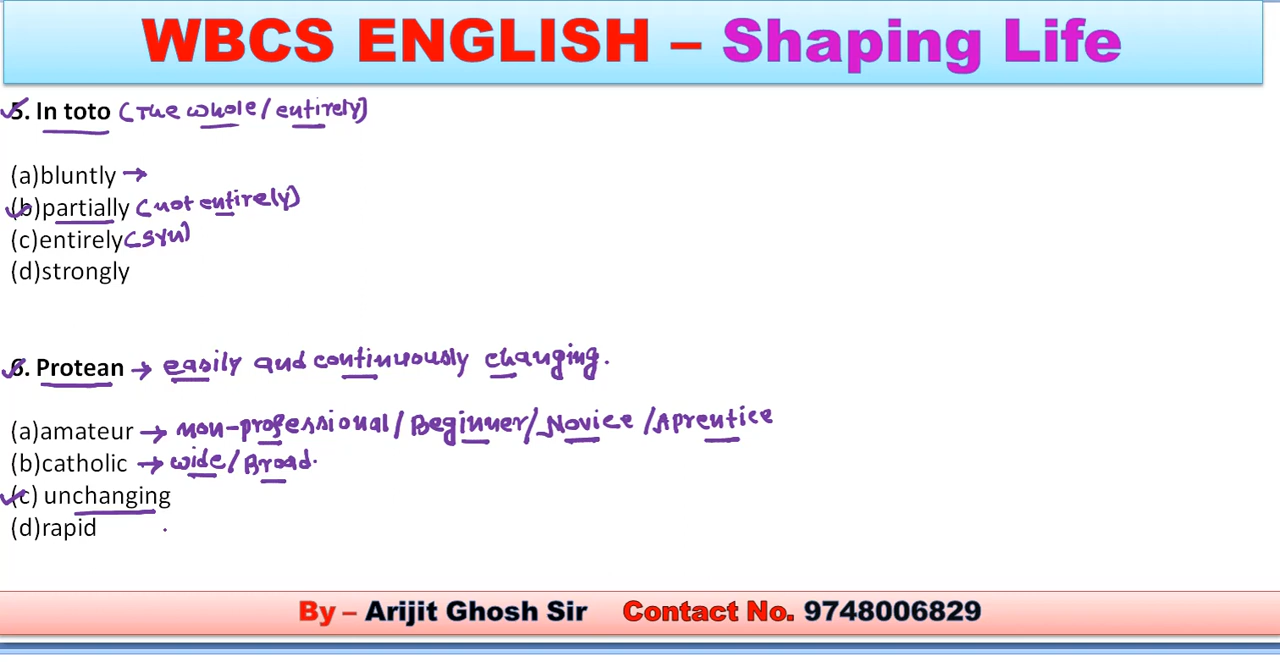 WBCS ENGLISH – Shaping Life
5. In toto (The whole / entirely)
(a)bluntly →
(b)partially (not entirely)
(c)entirely (syn)
(d)strongly
6. Protean → easily and continuously changing.
(a)amateur → non-professional / Beginner / Novice / Aprentice
(b)catholic → wide / Broad.
(c) unchanging
(d)rapid
By – Arijit Ghosh Sir Contact No. 9748006829